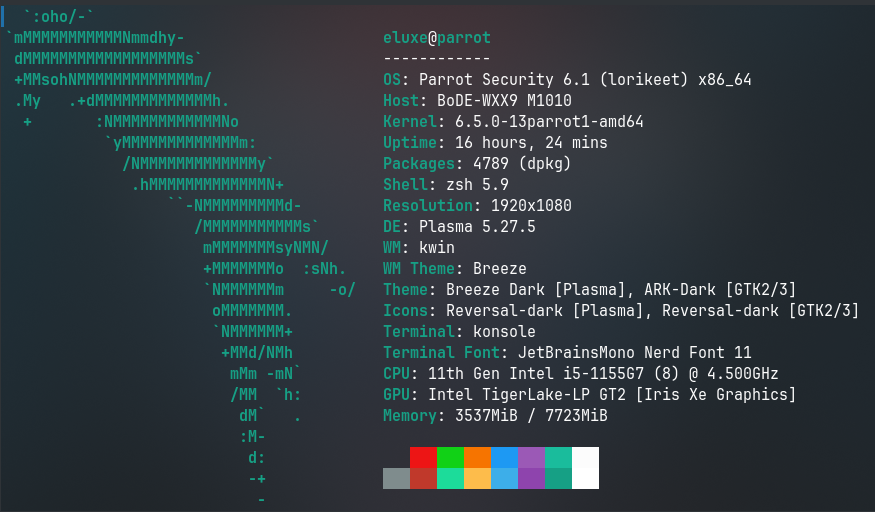 `:oho/-`
`mMMMMMMMMMMMNmmdhy- eluxe@parrot
dMMMMMMMMMMMMMMMMMMs` ------------
+MMsohNMMMMMMMMMMMMMm/ OS: Parrot Security 6.1 (lorikeet) x86_64
.My .+dMMMMMMMMMMMMMh. Host: BoDE-WXX9 M1010
+ :NMMMMMMMMMMMMNo Kernel: 6.5.0-13parrot1-amd64
`yMMMMMMMMMMMMMm: Uptime: 16 hours, 24 mins
/NMMMMMMMMMMMMMy` Packages: 4789 (dpkg)
.hMMMMMMMMMMMMMN+ Shell: zsh 5.9
``-NMMMMMMMMMd- Resolution: 1920x1080
/MMMMMMMMMMMs` DE: Plasma 5.27.5
mMMMMMMMsyNMN/ WM: kwin
+MMMMMMMo :sNh. WM Theme: Breeze
`NMMMMMMm -o/ Theme: Breeze Dark [Plasma], ARK-Dark [GTK2/3]
oMMMMMMM. Icons: Reversal-dark [Plasma], Reversal-dark [GTK2/3]
`NMMMMMM+ Terminal: konsole
+MMd/NMh Terminal Font: JetBrainsMono Nerd Font 11
mMm -mN` CPU: 11th Gen Intel i5-1155G7 (8) @ 4.500GHz
/MM `h: GPU: Intel TigerLake-LP GT2 [Iris Xe Graphics]
dM` . Memory: 3537MiB / 7723MiB
:M-
d:
-+
-